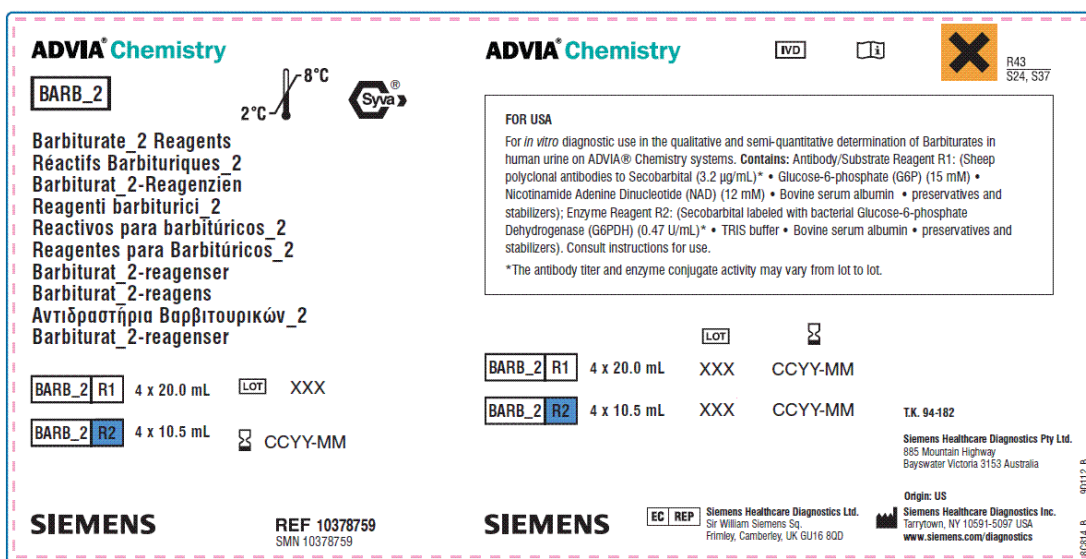 ADVIA® Chemistry
BARB_2
8°C
2°C
Syva®
Barbiturate_2 Reagents
Réactifs Barbituriques_2
Barbiturat_2-Reagenzien
Reagenti barbiturici_2
Reactivos para barbitúricos_2
Reagentes para Barbitúricos_2
Barbiturat_2-reagenser
Barbiturat_2-reagens
Αντιδραστήρια Βαρβιτουρικών_2
Barbiturat_2-reagenser
BARB_2 R1 4 x 20.0 mL LOT XXX
BARB_2 R2 4 x 10.5 mL CCYY-MM
SIEMENS
REF 10378759
SMN 10378759
ADVIA® Chemistry
IVD
i
R43
S24, S37
FOR USA
For in vitro diagnostic use in the qualitative and semi-quantitative determination of Barbiturates in
human urine on ADVIA® Chemistry systems. Contains: Antibody/Substrate Reagent R1: (Sheep
polyclonal antibodies to Secobarbital (3.2 µg/mL)* • Glucose-6-phosphate (G6P) (15 mM) •
Nicotinamide Adenine Dinucleotide (NAD) (12 mM) • Bovine serum albumin • preservatives and
stabilizers); Enzyme Reagent R2: (Secobarbital labeled with bacterial Glucose-6-phosphate
Dehydrogenase (G6PDH) (0.47 U/mL)* • TRIS buffer • Bovine serum albumin • preservatives and
stabilizers). Consult instructions for use.
*The antibody titer and enzyme conjugate activity may vary from lot to lot.
LOT
BARB_2 R1 4 x 20.0 mL XXX CCYY-MM
BARB_2 R2 4 x 10.5 mL XXX CCYY-MM
T.K. 94-182
Siemens Healthcare Diagnostics Pty Ltd.
885 Mountain Highway
Bayswater Victoria 3153 Australia
SIEMENS
EC REP
Siemens Healthcare Diagnostics Ltd.
Sir William Siemens Sq.
Frimley, Camberley, UK GU16 8QD
Origin: US
Siemens Healthcare Diagnostics Inc.
Tarrytown, NY 10591-5097 USA
www.siemens.com/diagnostics